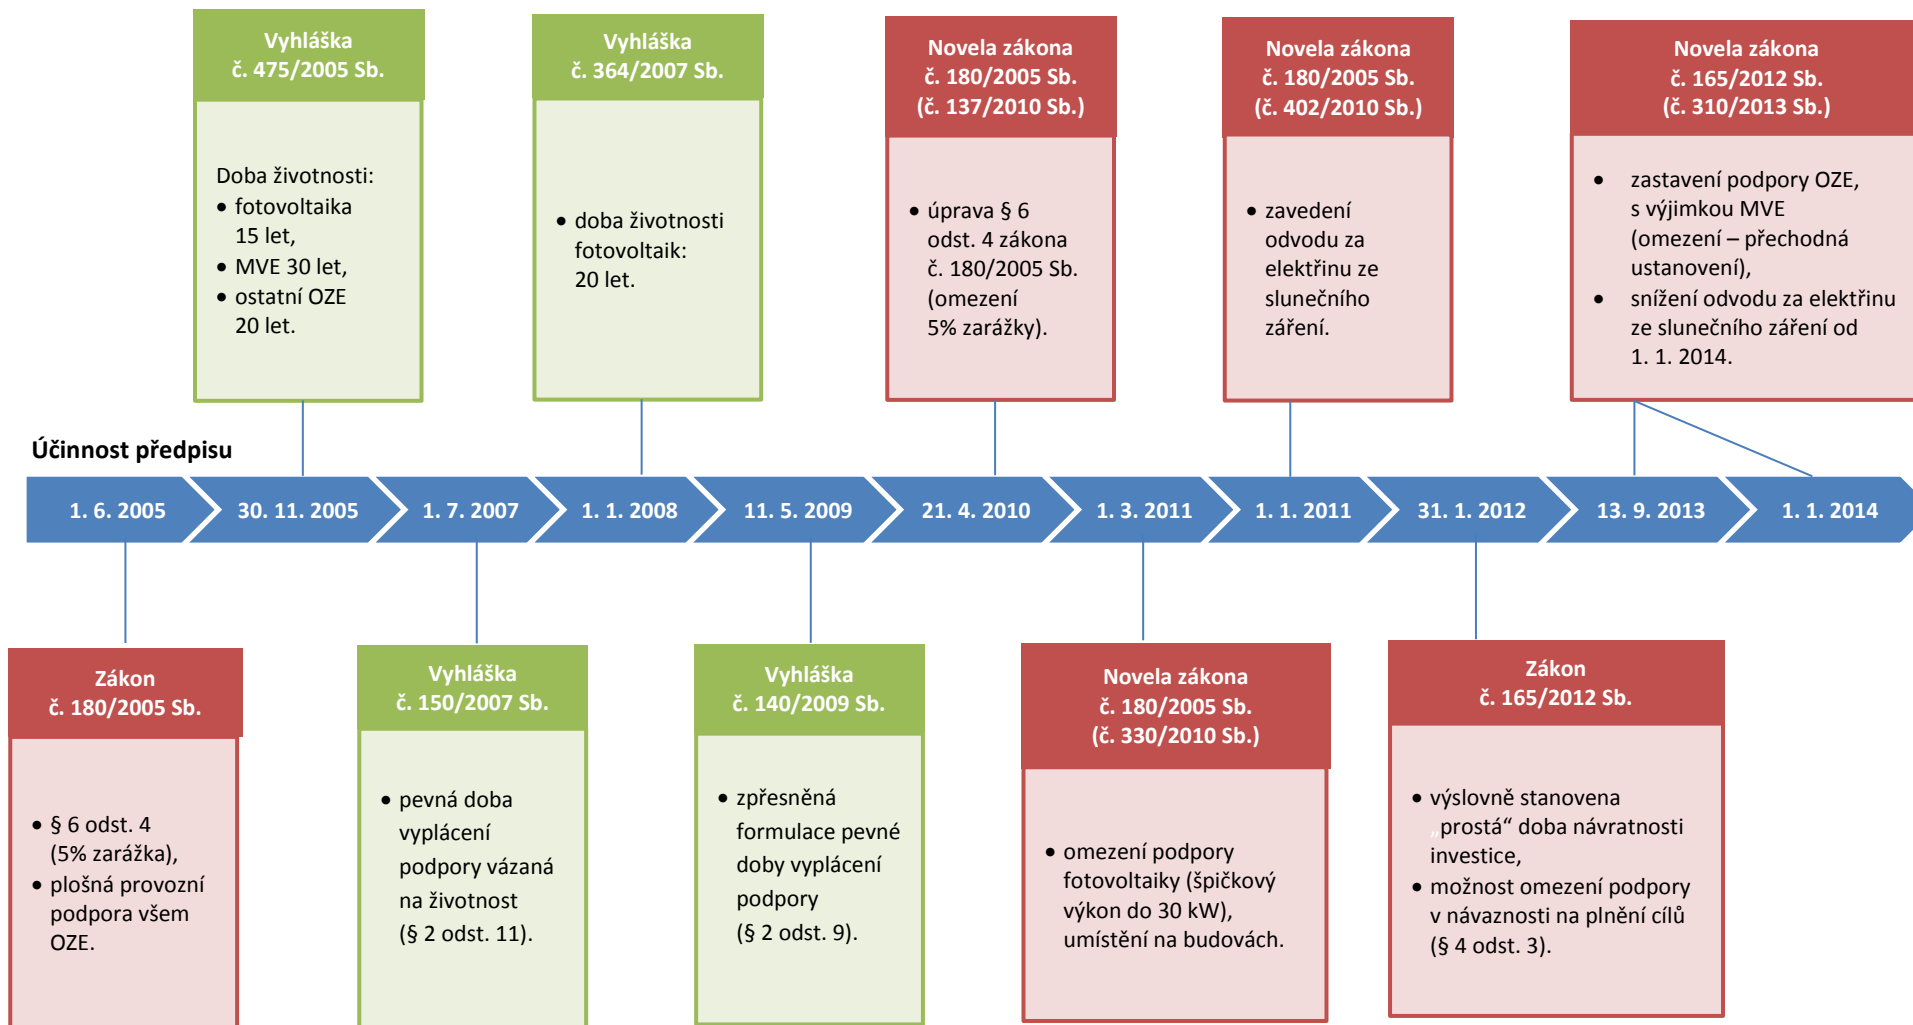 Vyhláška
č. 475/2005 Sb.
Doba životnosti:
• fotovoltaika
15 let,
• MVE 30 let,
• ostatní OZE
20 let.
Vyhláška
č. 364/2007 Sb.
• doba životnosti
fotovoltaik:
20 let.
Novela zákona
č. 180/2005 Sb.
(č. 137/2010 Sb.)
• úprava § 6
odst. 4 zákona
č. 180/2005 Sb.
(omezení
5% zarážky).
Novela zákona
č. 180/2005 Sb.
(č. 402/2010 Sb.)
• zavedení
odvodu za
elektřinu ze
slunečního
záření.
Novela zákona
č. 165/2012 Sb.
(č. 310/2013 Sb.)
• zastavení podpory OZE,
s výjimkou MVE
(omezení – přechodná
ustanovení),
• snížení odvodu za elektřinu
ze slunečního záření od
1. 1. 2014.
Účinnost předpisu
1. 6. 2005
30. 11. 2005
1. 7. 2007
1. 1. 2008
11. 5. 2009
21. 4. 2010
1. 3. 2011
1. 1. 2011
31. 1. 2012
13. 9. 2013
1. 1. 2014
Zákon
č. 180/2005 Sb.
• § 6 odst. 4
(5% zarážka),
• plošná provozní
podpora všem
OZE.
Vyhláška
č. 150/2007 Sb.
• pevná doba
vyplácení
podpory vázaná
na životnost
(§ 2 odst. 11).
Vyhláška
č. 140/2009 Sb.
• zpřesněná
formulace pevné
doby vyplácení
podpory
(§ 2 odst. 9).
Novela zákona
č. 180/2005 Sb.
(č. 330/2010 Sb.)
• omezení podpory
fotovoltaiky (špičkový
výkon do 30 kW),
umístění na budovách.
Zákon
č. 165/2012 Sb.
• výslovně stanovena
„prostá“ doba návratnosti
investice,
• možnost omezení podpory
v návaznosti na plnění cílů
(§ 4 odst. 3).